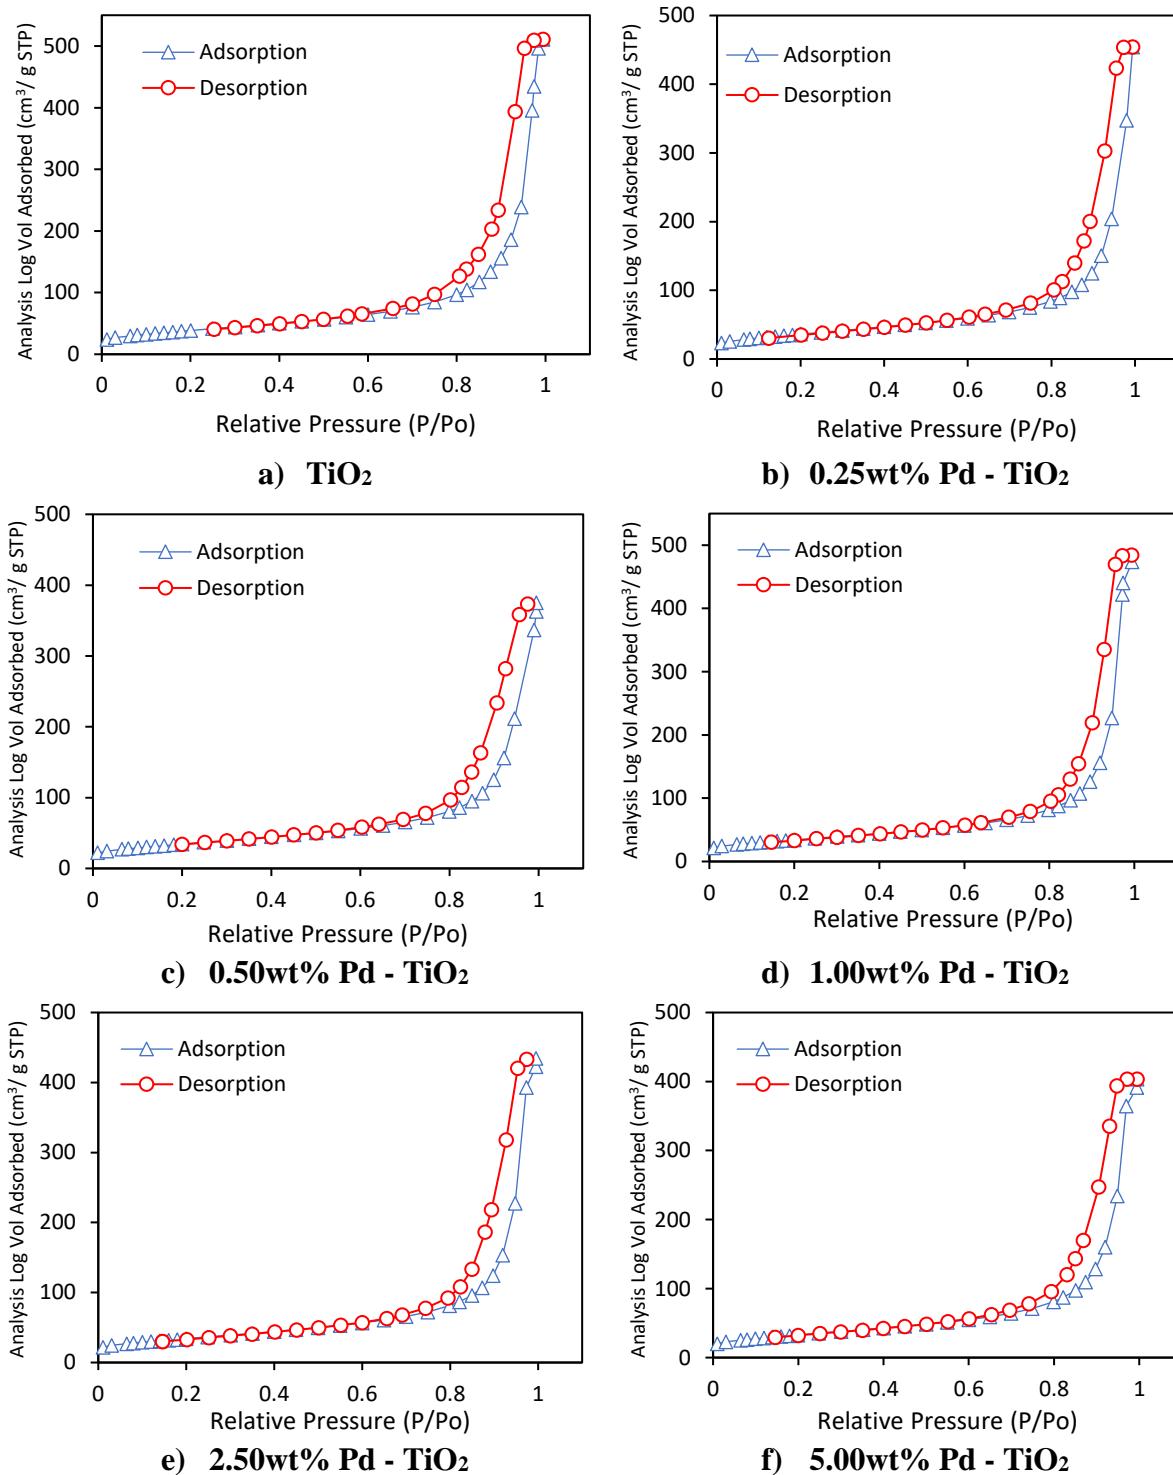 Analysis Log Vol Adsorbed (cm³/ g STP)
500
400
300
200
100
0
Adsorption
Desorption
0 0.2 0.4 0.6 0.8 1
Relative Pressure (P/Po)
a) TiO₂
Analysis Log Vol Adsorbed (cm³/ g STP)
500
400
300
200
100
0
Adsorption
Desorption
0 0.2 0.4 0.6 0.8 1
Relative Pressure (P/Po)
b) 0.25wt% Pd - TiO₂
Analysis Log Vol Adsorbed (cm³/ g STP)
500
400
300
200
100
0
Adsorption
Desorption
0 0.2 0.4 0.6 0.8 1
Relative Pressure (P/Po)
c) 0.50wt% Pd - TiO₂
Analysis Log Vol Adsorbed (cm³/ g STP)
500
400
300
200
100
0
Adsorption
Desorption
0 0.2 0.4 0.6 0.8 1
Relative Pressure (P/Po)
d) 1.00wt% Pd - TiO₂
Analysis Log Vol Adsorbed (cm³/ g STP)
500
400
300
200
100
0
Adsorption
Desorption
0 0.2 0.4 0.6 0.8 1
Relative Pressure (P/Po)
e) 2.50wt% Pd - TiO₂
Analysis Log Vol Adsorbed (cm³/ g STP)
500
400
300
200
100
0
Adsorption
Desorption
0 0.2 0.4 0.6 0.8 1
Relative Pressure (P/Po)
f) 5.00wt% Pd - TiO₂